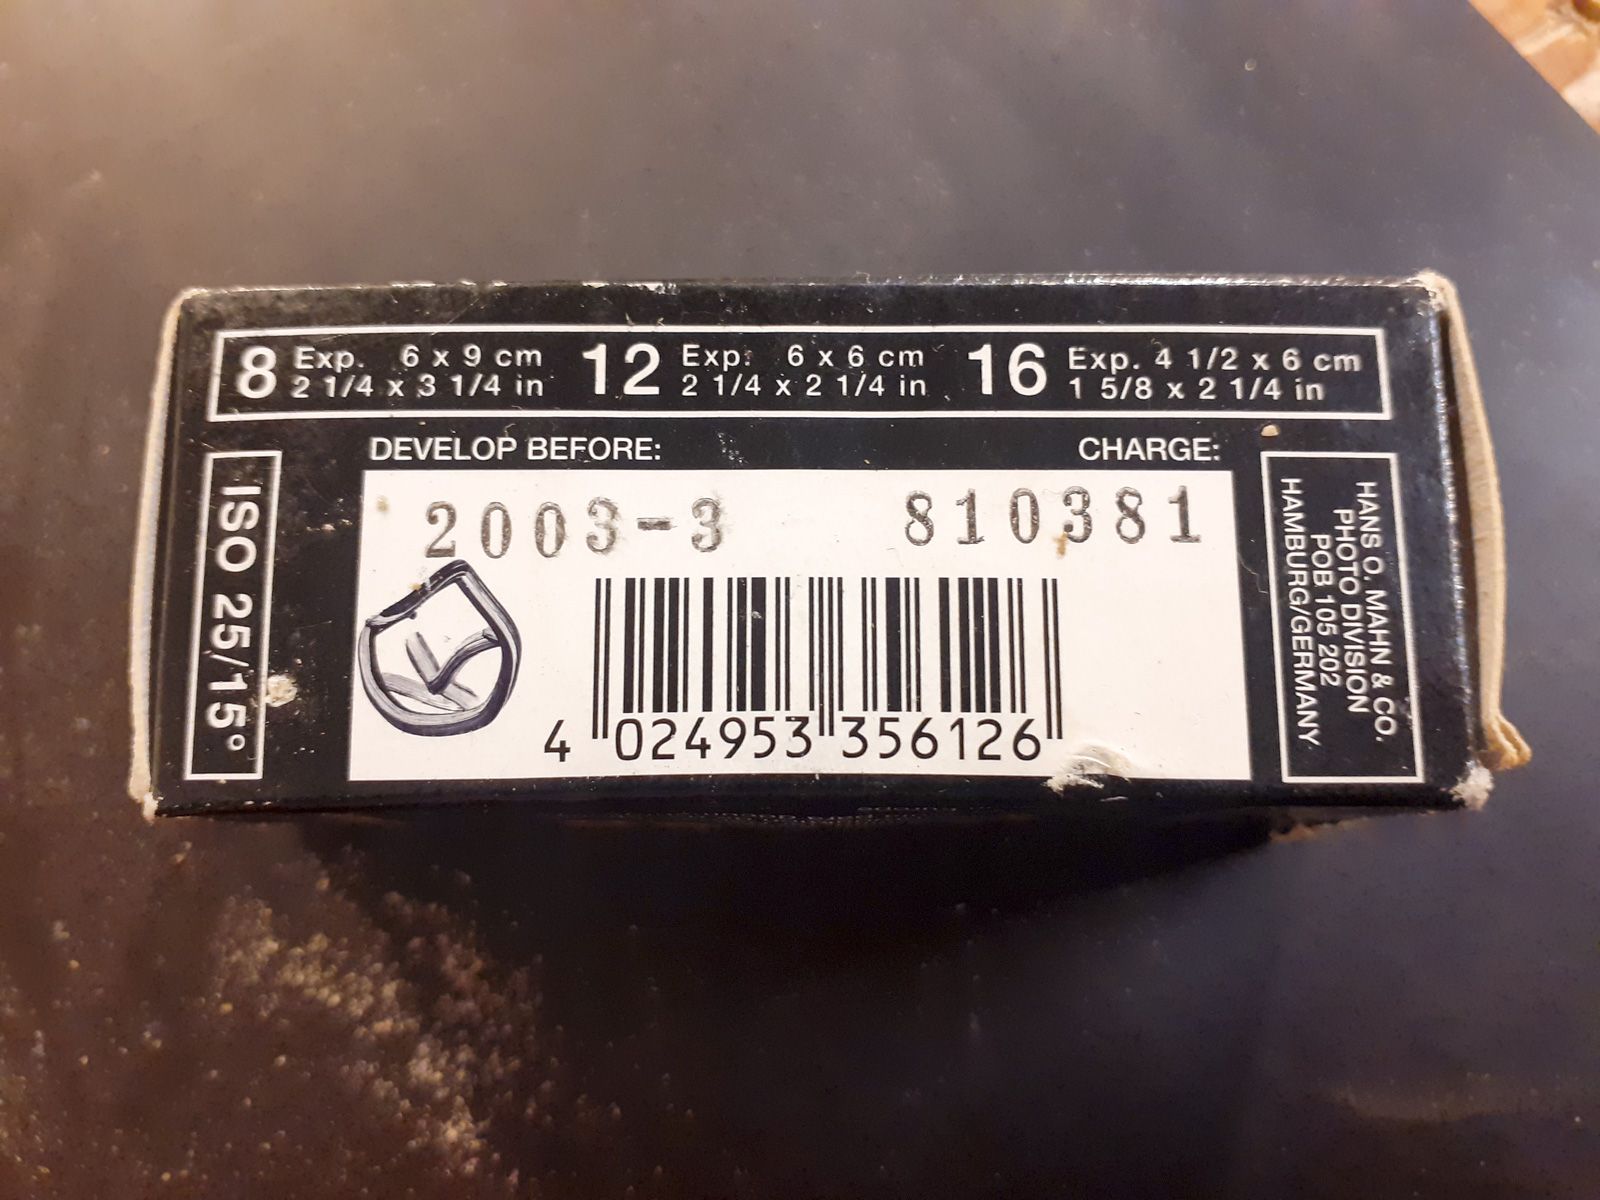 8 Exp. 6 x 9 cm
2 1/4 x 3 1/4 in
12 Exp. 6 x 6 cm
2 1/4 x 2 1/4 in
16 Exp. 4 1/2 x 6 cm
1 5/8 x 2 1/4 in
DEVELOP BEFORE:
CHARGE:
2003-3
810381
4 024953 356126
ISO 25/15°
HANS O. MAHN & CO.
PHOTO DIVISION
POB 105 202
HAMBURG/GERMANY